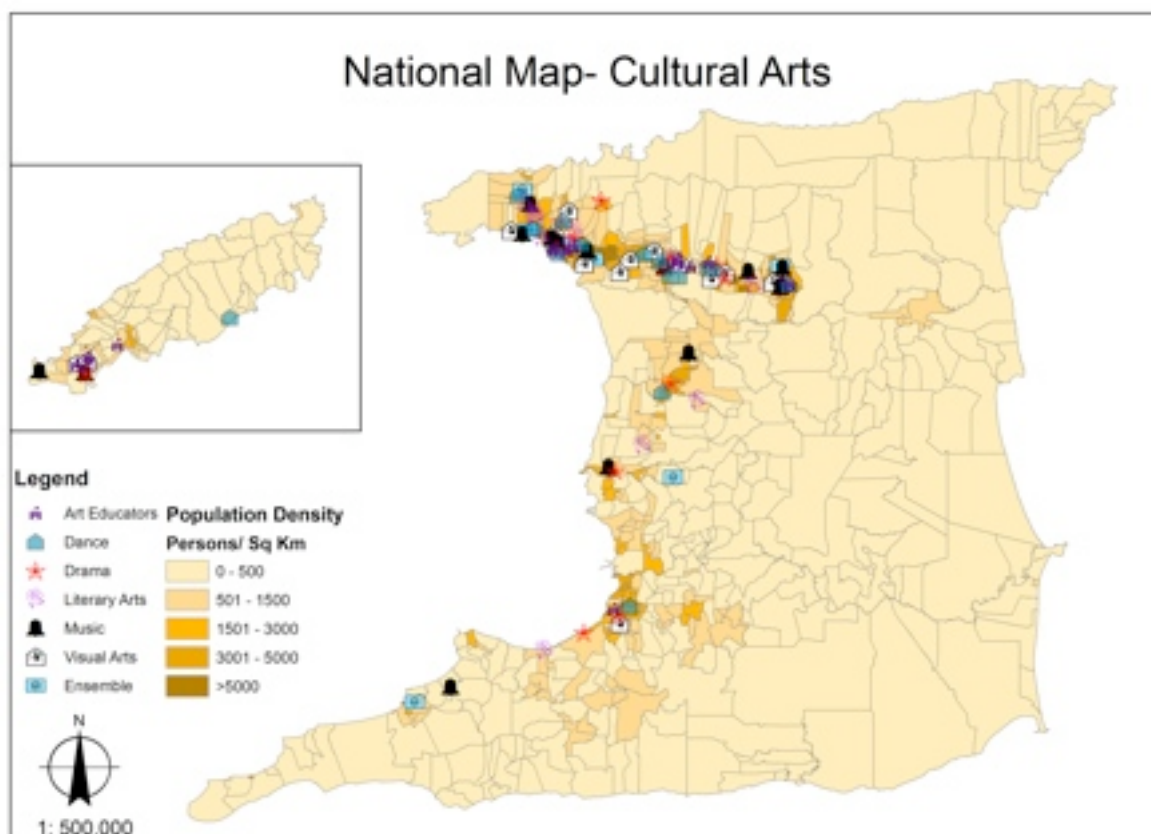 National Map- Cultural Arts
Legend
Art Educators
Dance
Drama
Literary Arts
Music
Visual Arts
Ensemble
Population Density
Persons/ Sq Km
0 - 500
501 - 1500
1501 - 3000
3001 - 5000
>5000
N
1: 500,000